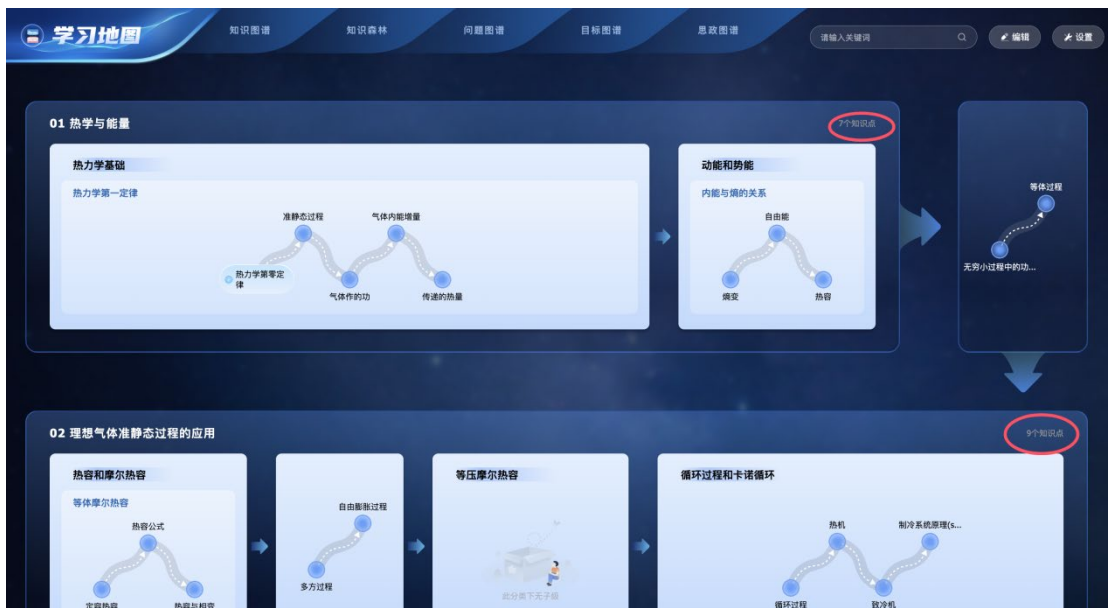 学习地图
知识图谱
知识森林
问题图谱
目标图谱
思政图谱
请输入关键词
编辑
设置
01 热学与能量
7个知识点
热力学基础
热力学第一定律
准静态过程
气体内能增量
热力学第零定
律
气体作的功
传递的热量
动能和势能
内能与熵的关系
自由能
熵变
热容
等体过程
无穷小过程中的功...
02 理想气体准静态过程的应用
9个知识点
热容和摩尔热容
等体摩尔热容
热容公式
定容热容
热容与相变
自由膨胀过程
多方过程
等压摩尔热容
此分类下无子级
循环过程和卡诺循环
热机
制冷系统原理(s...
循环过程
致冷机